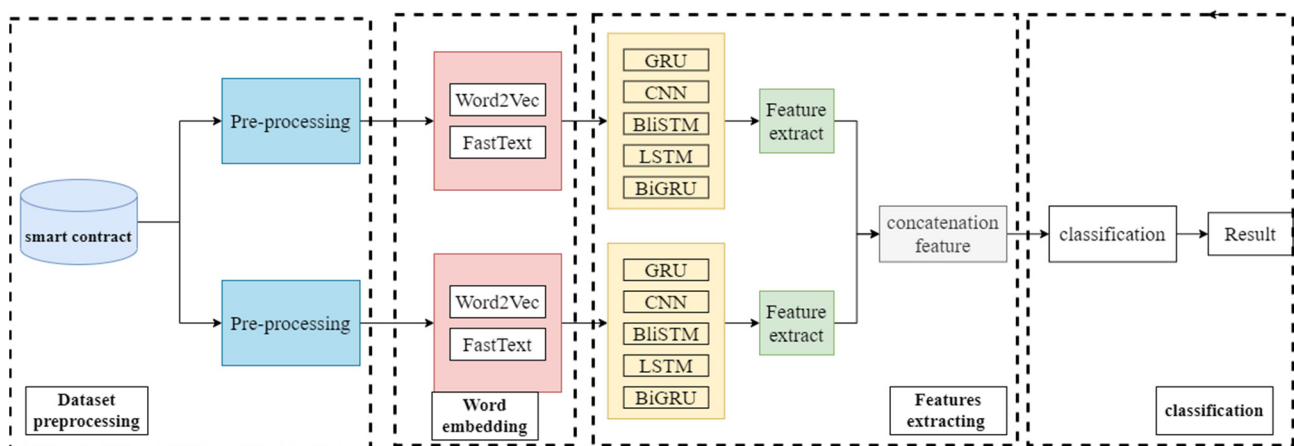 smart contract
Pre-processing
Word2Vec
FastText
GRU
CNN
BliSTM
LSTM
BiGRU
Feature
extract
Pre-processing
Word2Vec
FastText
GRU
CNN
BliSTM
LSTM
BiGRU
Feature
extract
concatenation
feature
classification
Result
Dataset
preprocessing
Word
embedding
Features
extracting
classification